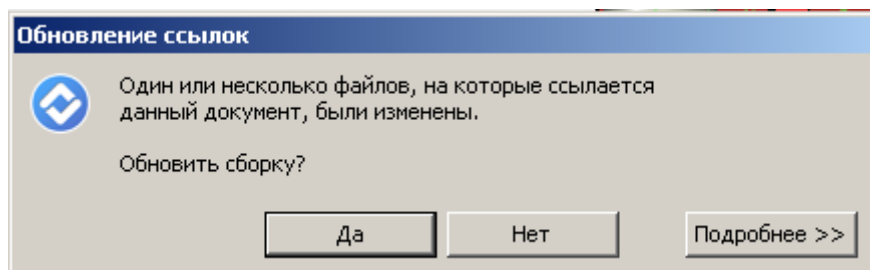 Обновление ссылок
Один или несколько файлов, на которые ссылается
данный документ, были изменены.
Обновить сборку?
Да
Нет
Подробнее >>